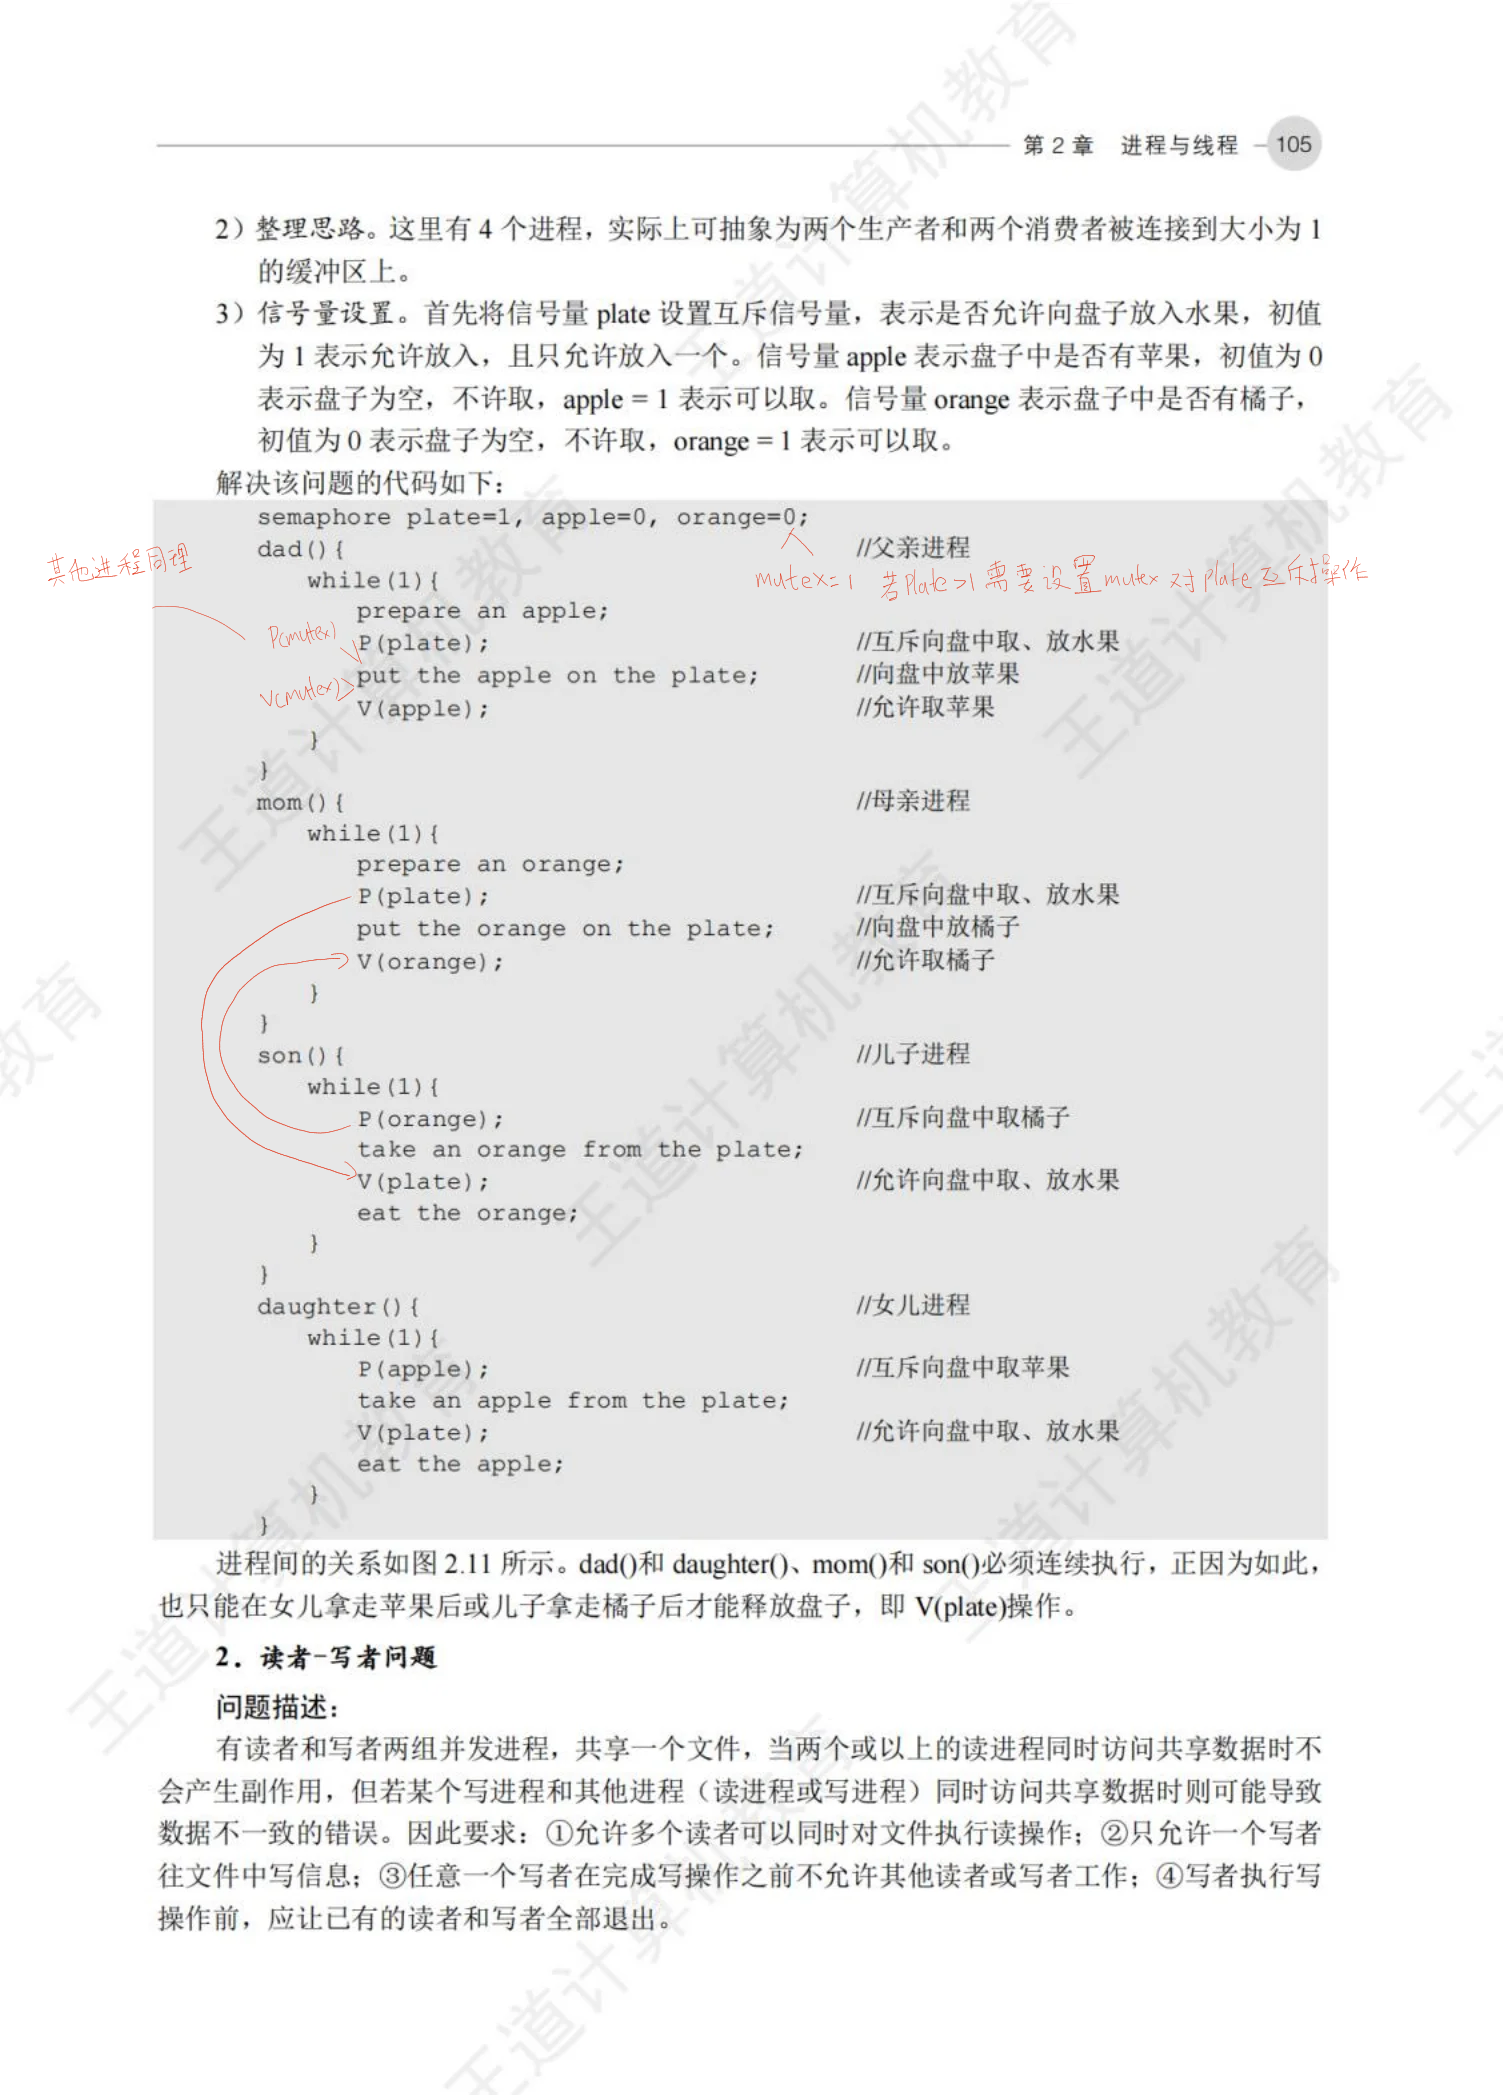 第 2 章　进程与线程　105
2）整理思路。这里有 4 个进程，实际上可抽象为两个生产者和两个消费者被连接到大小为 1
的缓冲区上。
3）信号量设置。首先将信号量 plate 设置互斥信号量，表示是否允许向盘子放入水果，初值
为 1 表示允许放入，且只允许放入一个。信号量 apple 表示盘子中是否有苹果，初值为 0
表示盘子为空，不许取，apple = 1 表示可以取。信号量 orange 表示盘子中是否有橘子，
初值为 0 表示盘子为空，不许取，orange = 1 表示可以取。
解决该问题的代码如下：
semaphore plate=1, apple=0, orange=0;
dad(){ //父亲进程
其他进程同理
while(1){
mutex=1 若Plate>1需要设置mutex对plate互斥操作
prepare an apple;
P(mutex)
P(plate); //互斥向盘中取、放水果
put the apple on the plate; //向盘中放苹果
V(mutex)
V(apple); //允许取苹果
}
}
mom(){ //母亲进程
while(1){
prepare an orange;
P(plate); //互斥向盘中取、放水果
put the orange on the plate; //向盘中放橘子
V(orange); //允许取橘子
}
}
son(){ //儿子进程
while(1){
P(orange); //互斥向盘中取橘子
take an orange from the plate;
V(plate); //允许向盘中取、放水果
eat the orange;
}
}
daughter(){ //女儿进程
while(1){
P(apple); //互斥向盘中取苹果
take an apple from the plate;
V(plate); //允许向盘中取、放水果
eat the apple;
}
}
进程间的关系如图 2.11 所示。dad()和 daughter()、mom()和 son()必须连续执行，正因为如此，
也只能在女儿拿走苹果后或儿子拿走橘子后才能释放盘子，即 V(plate)操作。
2．读者-写者问题
问题描述：
有读者和写者两组并发进程，共享一个文件，当两个或以上的读进程同时访问共享数据时不
会产生副作用，但若某个写进程和其他进程（读进程或写进程）同时访问共享数据时则可能导致
数据不一致的错误。因此要求：①允许多个读者可以同时对文件执行读操作；②只允许一个写者
往文件中写信息；③任意一个写者在完成写操作之前不允许其他读者或写者工作；④写者执行写
操作前，应让已有的读者和写者全部退出。
王道计算机教育